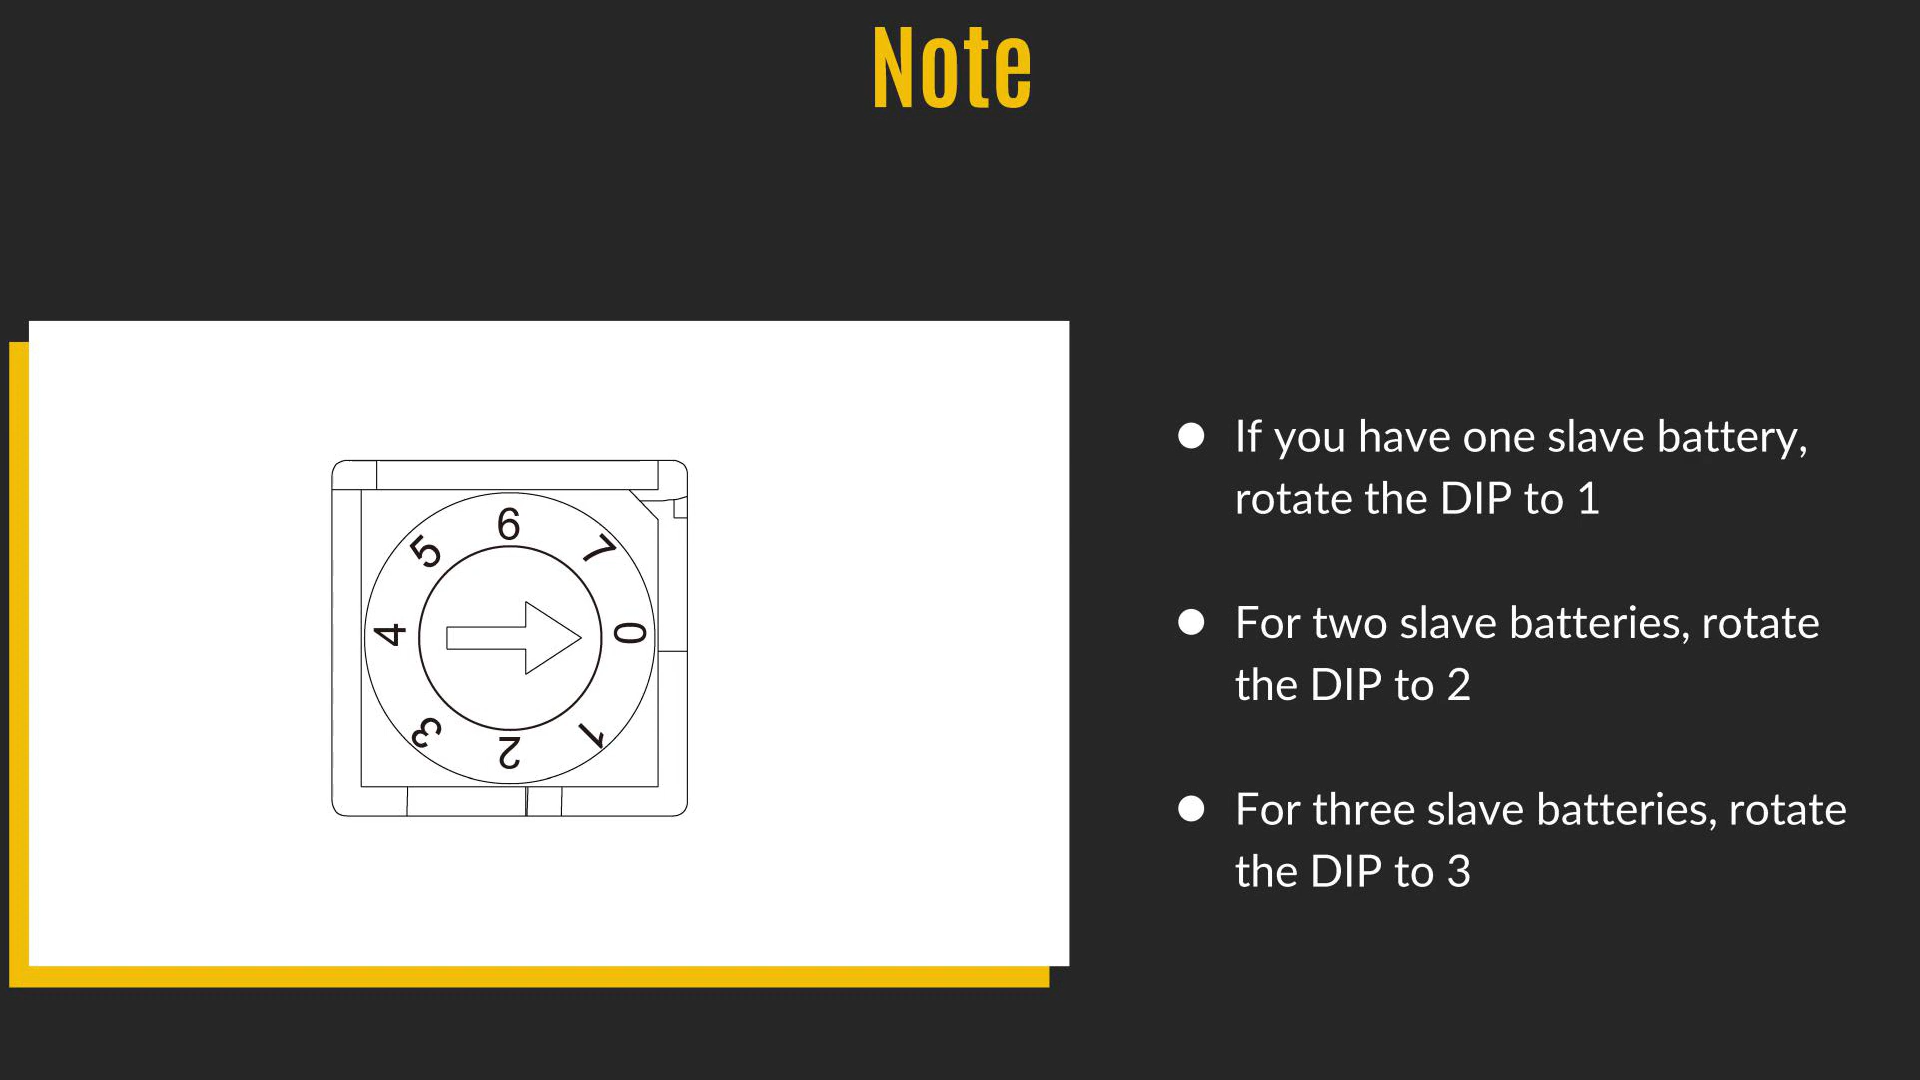 Note
6
5
7
4
0
3
2
1
● If you have one slave battery,
rotate the DIP to 1
● For two slave batteries, rotate
the DIP to 2
● For three slave batteries, rotate
the DIP to 3